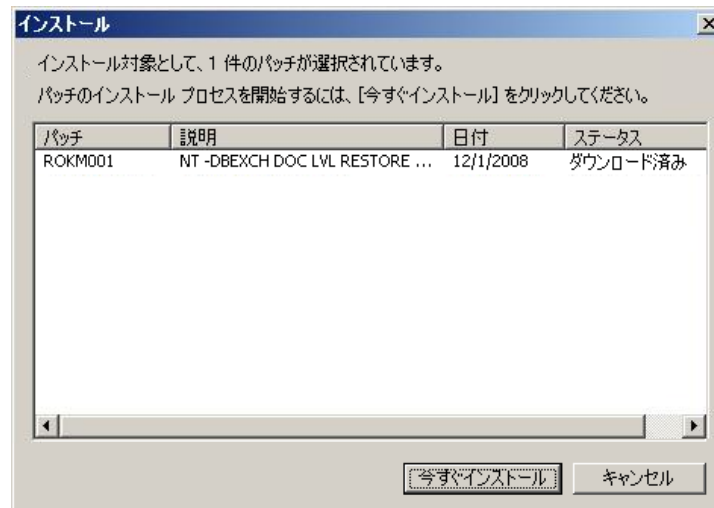 インストール
インストール対象として、1 件のパッチが選択されています。
パッチのインストール プロセスを開始するには、[今すぐインストール] をクリックしてください。
パッチ 説明 日付 ステータス
ROKM001 NT -DBEXCH DOC LVL RESTORE ... 12/1/2008 ダウンロード済み
今すぐインストール キャンセル